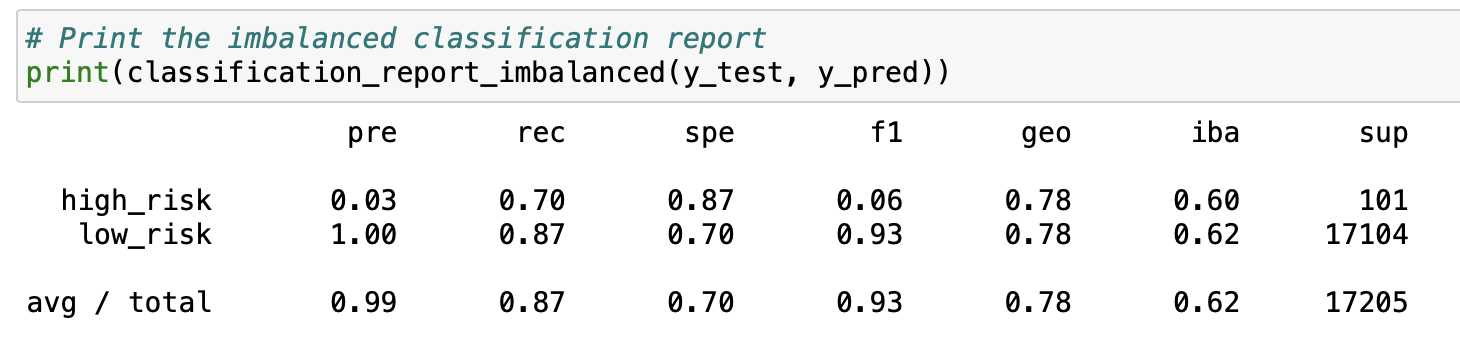 # Print the imbalanced classification report
print(classification_report_imbalanced(y_test, y_pred))
pre rec spe f1 geo iba sup
high_risk 0.03 0.70 0.87 0.06 0.78 0.60 101
low_risk 1.00 0.87 0.70 0.93 0.78 0.62 17104
avg / total 0.99 0.87 0.70 0.93 0.78 0.62 17205